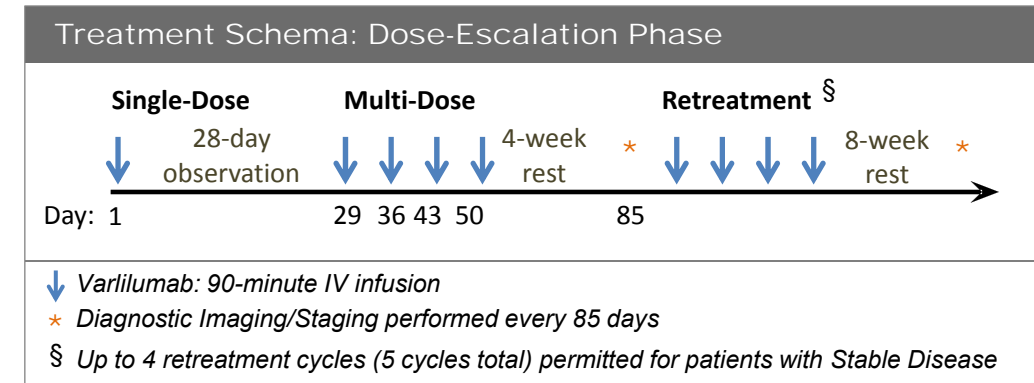 Treatment Schema: Dose-Escalation Phase
Single-Dose Multi-Dose Retreatment §
28-day 4-week * 8-week *
observation rest rest
Day: 1 29 36 43 50 85
Varlilumab: 90-minute IV infusion
* Diagnostic Imaging/Staging performed every 85 days
§ Up to 4 retreatment cycles (5 cycles total) permitted for patients with Stable Disease